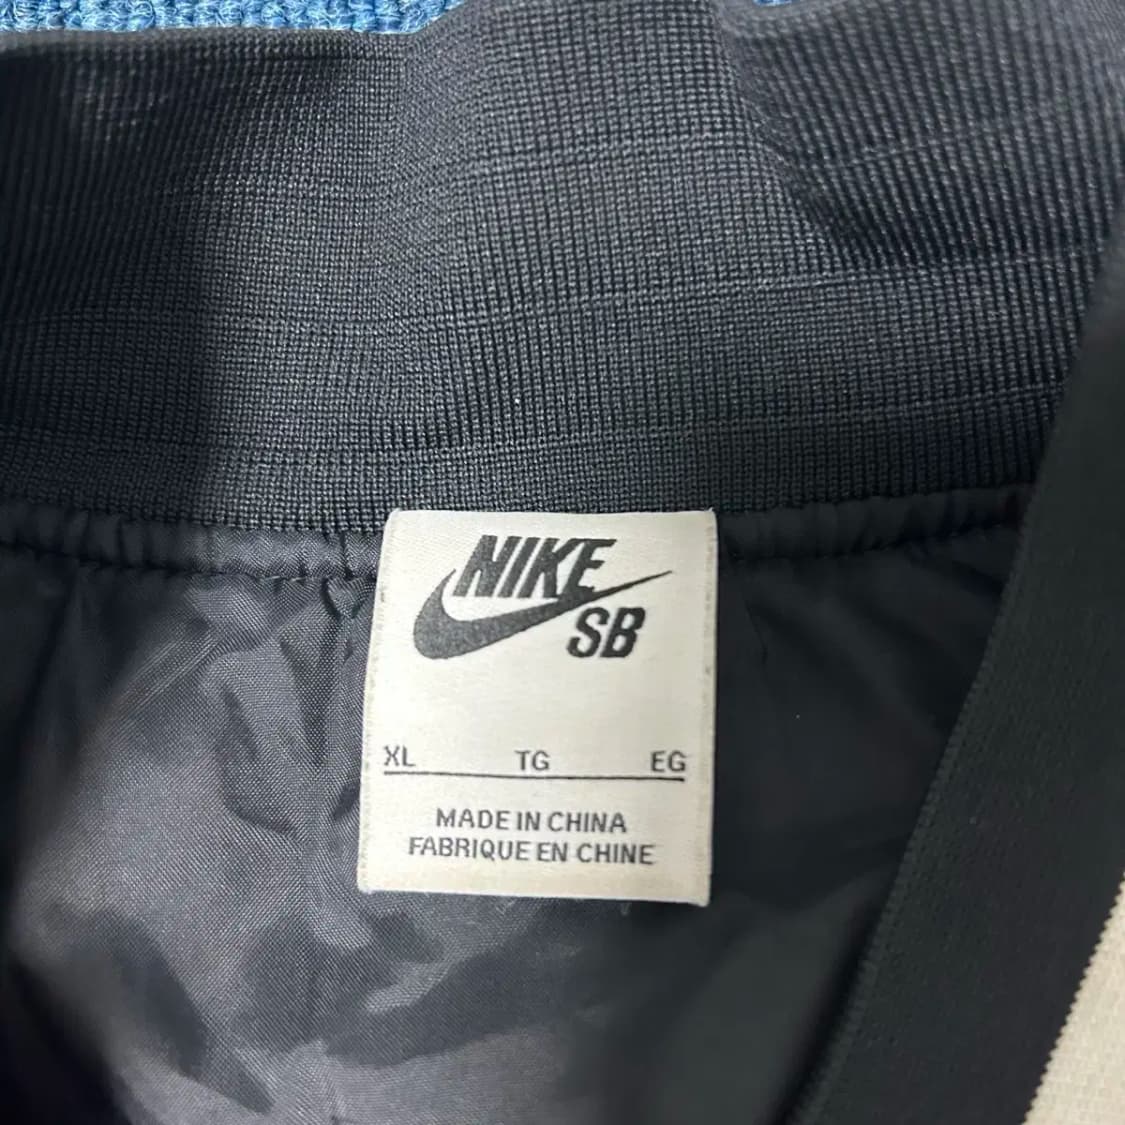 NIKE
SB
XL TG EG
MADE IN CHINA
FABRIQUE EN CHINE